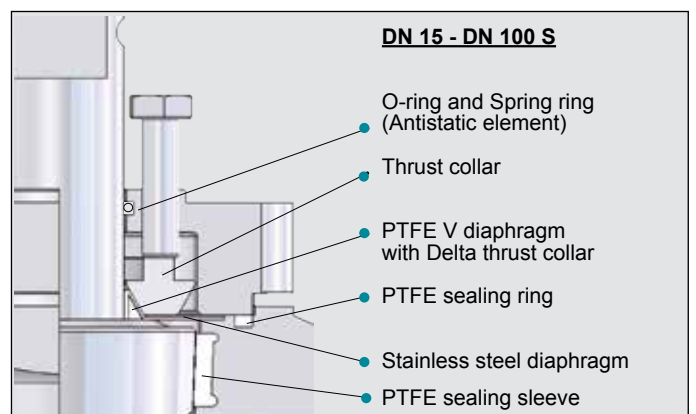 DN 15 - DN 100 S
O-ring and Spring ring
(Antistatic element)
Thrust collar
PTFE V diaphragm
with Delta thrust collar
PTFE sealing ring
Stainless steel diaphragm
PTFE sealing sleeve